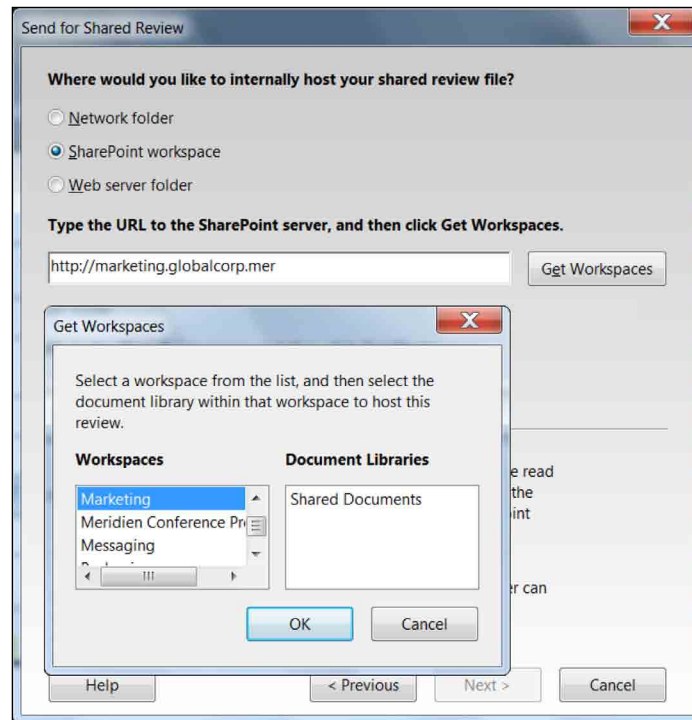 Send for Shared Review
X
Where would you like to internally host your shared review file?
Network folder
SharePoint workspace
Web server folder
Type the URL to the SharePoint server, and then click Get Workspaces.
http://marketing.globalcorp.mer
Get Workspaces
Get Workspaces
X
Select a workspace from the list, and then select the
document library within that workspace to host this
review.
Workspaces
Document Libraries
Marketing
Shared Documents
Meridien Conference
Messaging
read
the
can
OK
Cancel
Help
< Previous
Next >
Cancel